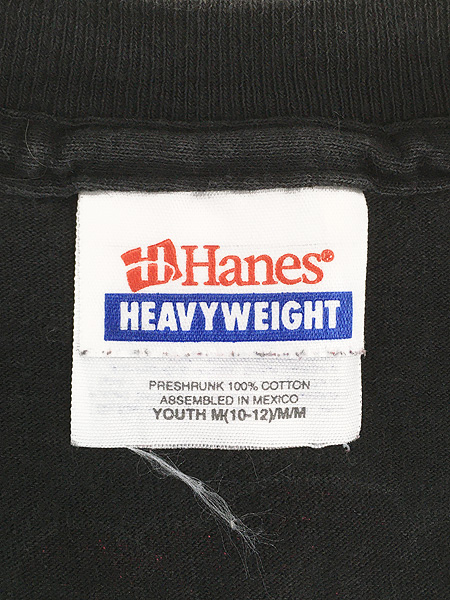 Hanes®
HEAVYWEIGHT
PRESHRUNK 100% COTTON
ASSEMBLED IN MEXICO
YOUTH M(10-12)/M/M